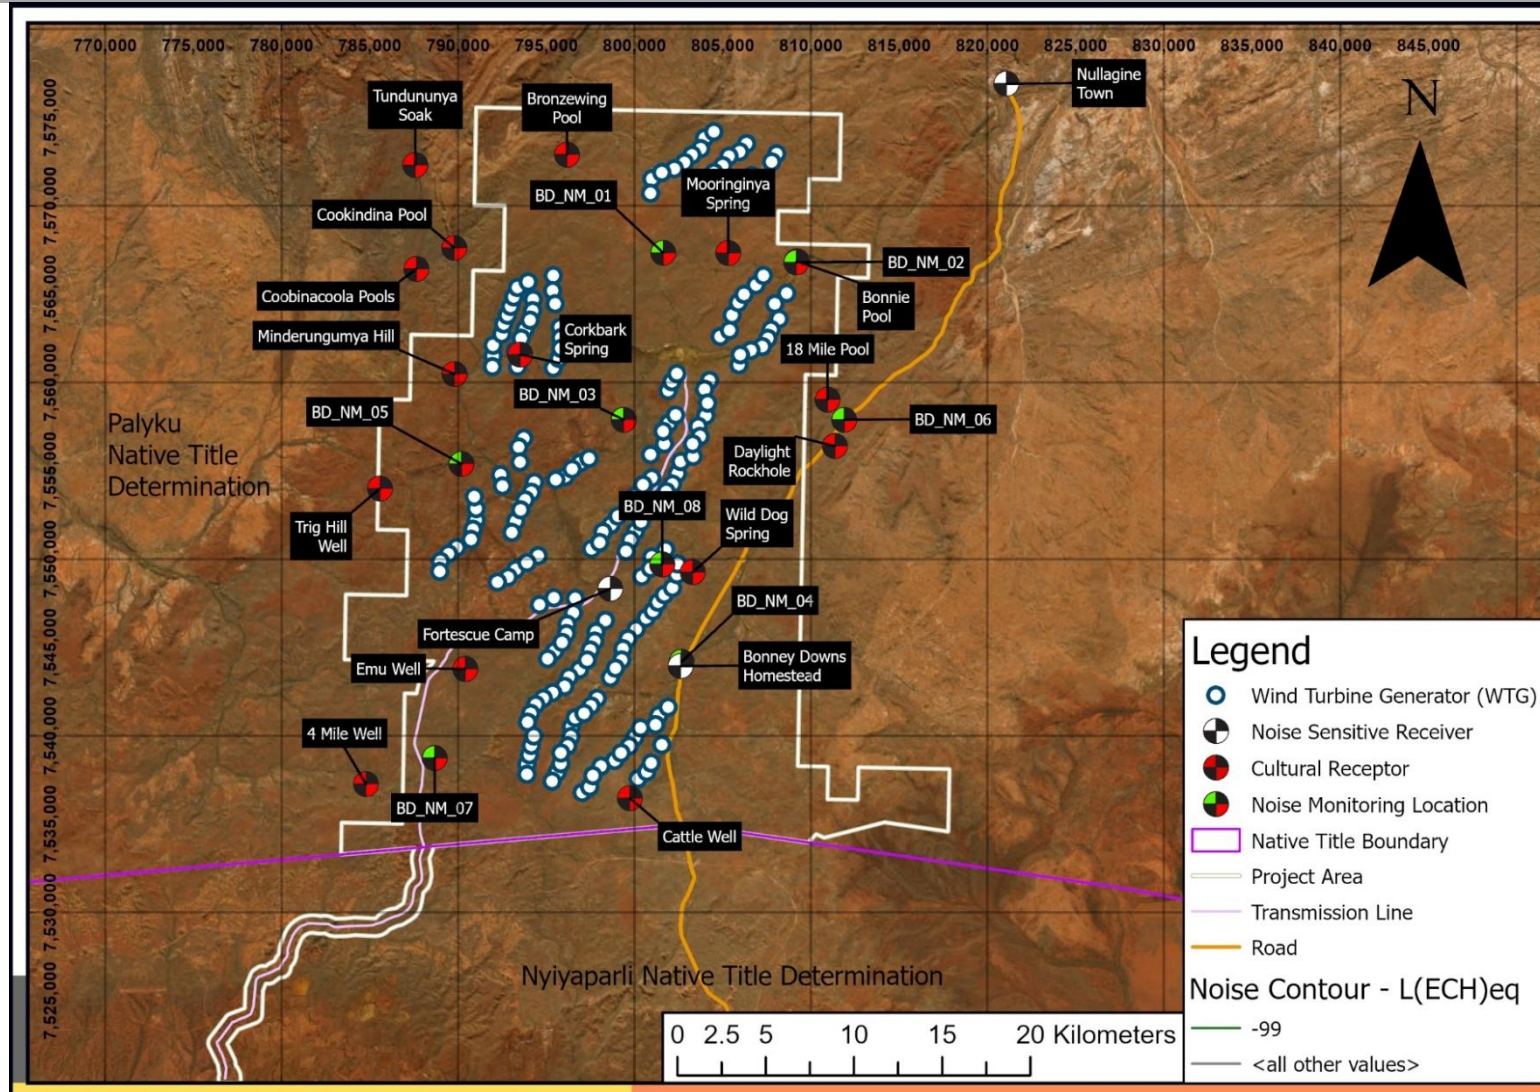 770,000 775,000 780,000 785,000 790,000 795,000 800,000 805,000 810,000 815,000 820,000 825,000 830,000 835,000 840,000 845,000
7,575,000
7,570,000
7,565,000
7,560,000
7,555,000
7,550,000
7,545,000
7,540,000
7,535,000
7,530,000
7,525,000
Nullagine
Town
N
Tundununya
Soak
Bronzewing
Pool
Mooringinya
Spring
BD_NM_01
Cookindina Pool
BD_NM_02
Coobinacoola Pools
Bonnie
Pool
Minderungumya Hill
Corkbark
Spring
18 Mile Pool
BD_NM_03
BD_NM_05
BD_NM_06
Palyku
Native Title
Determination
Daylight
Rockhole
BD_NM_08
Wild Dog
Spring
Trig Hill
Well
BD_NM_04
Fortescue Camp
Bonney Downs
Homestead
Emu Well
4 Mile Well
BD_NM_07
Cattle Well
Nyiyaparli Native Title Determination
0 2.5 5 10 15 20 Kilometers
Legend
Wind Turbine Generator (WTG)
Noise Sensitive Receiver
Cultural Receptor
Noise Monitoring Location
Native Title Boundary
Project Area
Transmission Line
Road
Noise Contour - L(ECH)eq
-99
<all other values>